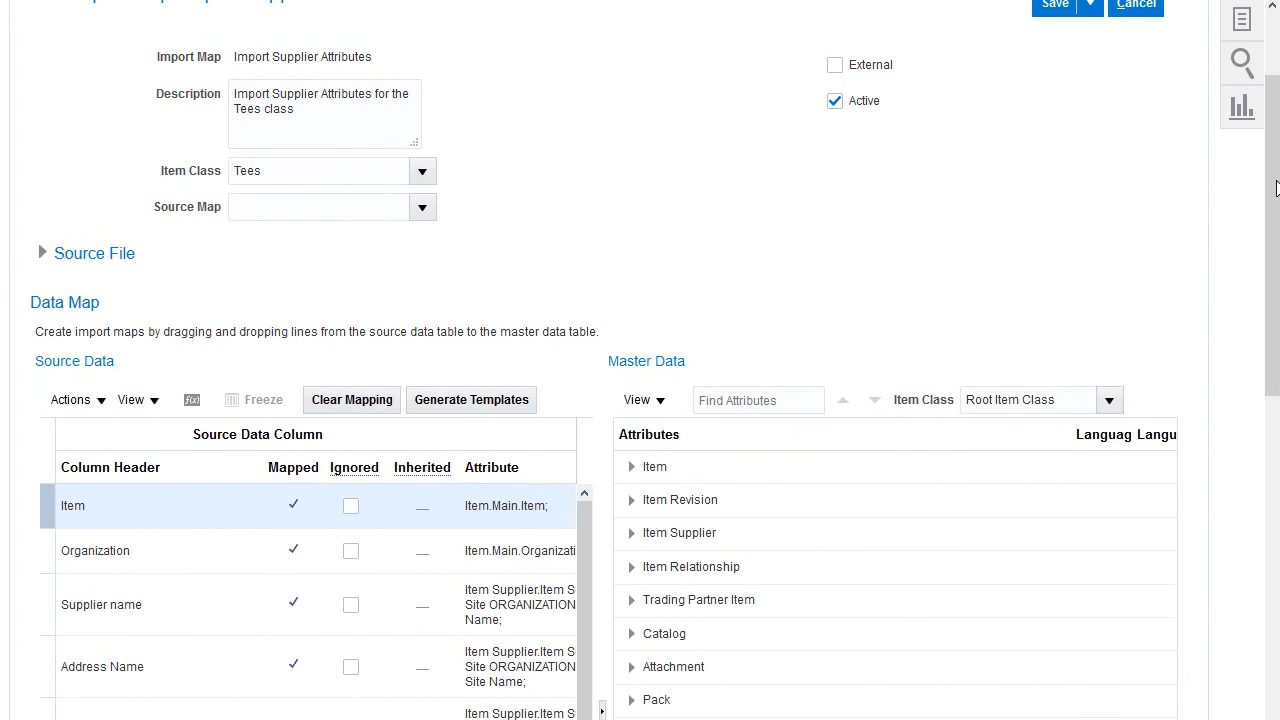 Save
Cancel
Import Map Import Supplier Attributes
External
Description Import Supplier Attributes for the
Tees class
Active
Item Class Tees
Source Map
Source File
Data Map
Create import maps by dragging and dropping lines from the source data table to the master data table.
Source Data
Master Data
Actions View f(x) Freeze Clear Mapping Generate Templates
View Find Attributes Item Class Root Item Class
Source Data Column
Column Header Mapped Ignored Inherited Attribute
Item Item.Main.Item;
Organization Item.Main.Organizati
Supplier name Item Supplier.Item S
Site ORGANIZATION
Name;
Address Name Item Supplier.Item S
Site ORGANIZATION
Site Name;
Item Supplier.Item S
Attributes Languag Langu
Item
Item Revision
Item Supplier
Item Relationship
Trading Partner Item
Catalog
Attachment
Pack